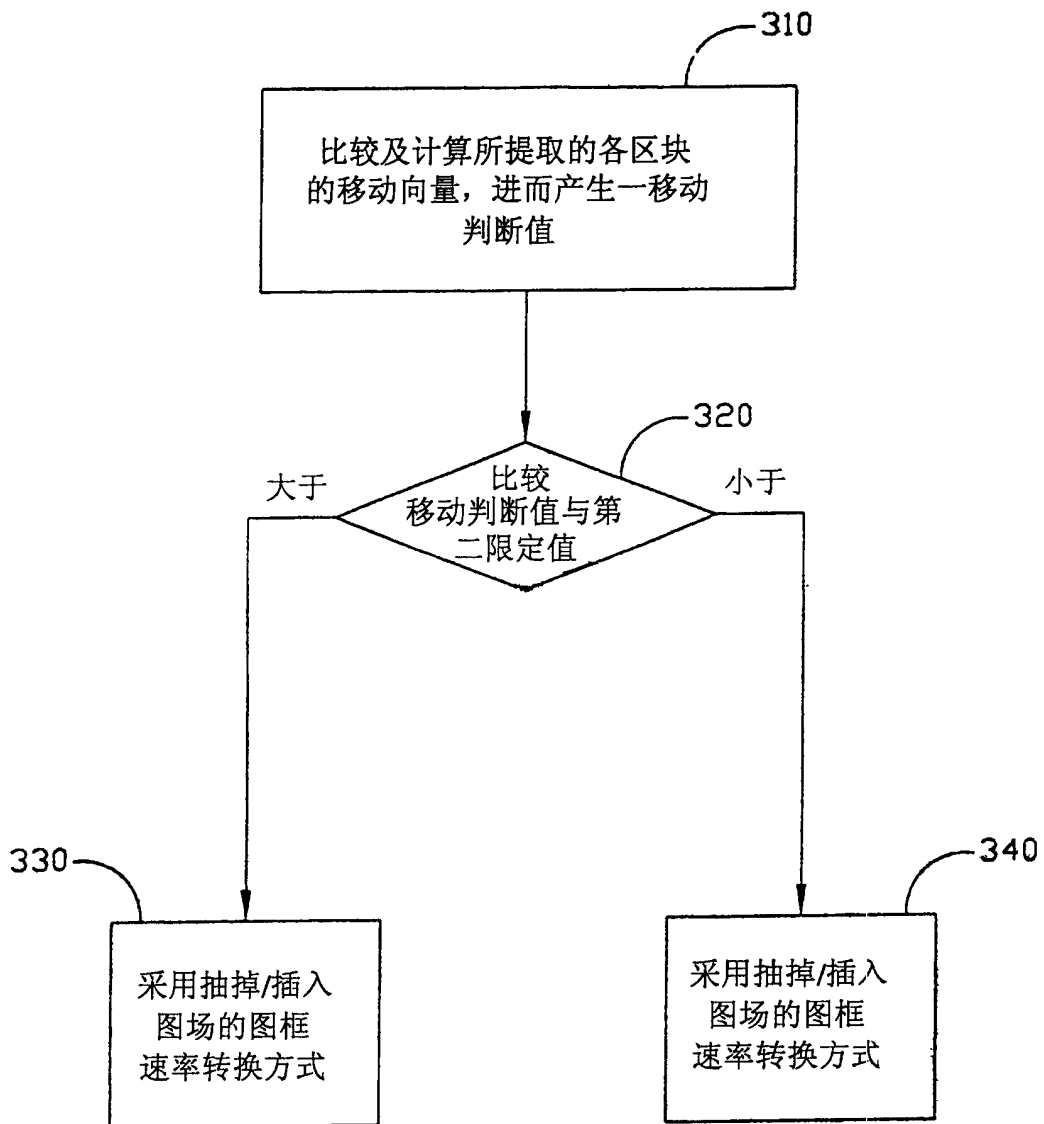 310
比较及计算所提取的各区块
的移动向量，进而产生一移动
判断值
320
大于
比较
移动判断值与第
二限定值
小于
330
340
采用抽掉/插入
图场的图框
速率转换方式
采用抽掉/插入
图场的图框
速率转换方式